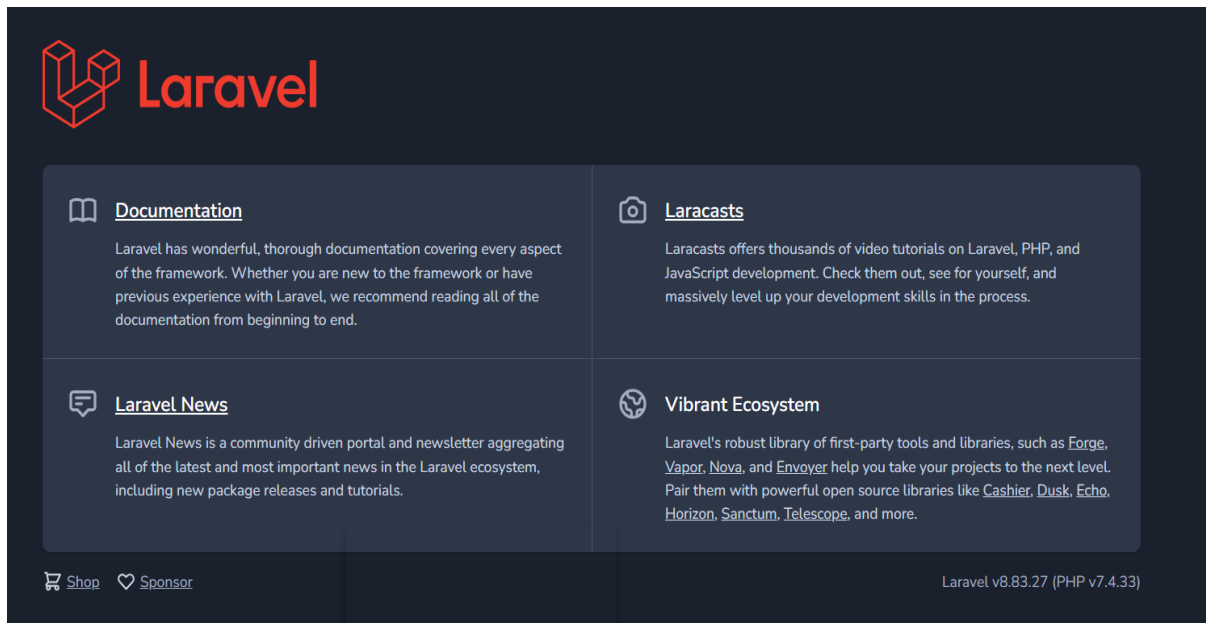 Laravel
Documentation
Laravel has wonderful, thorough documentation covering every aspect
of the framework. Whether you are new to the framework or have
previous experience with Laravel, we recommend reading all of the
documentation from beginning to end.
Laracasts
Laracasts offers thousands of video tutorials on Laravel, PHP, and
JavaScript development. Check them out, see for yourself, and
massively level up your development skills in the process.
Laravel News
Laravel News is a community driven portal and newsletter aggregating
all of the latest and most important news in the Laravel ecosystem,
including new package releases and tutorials.
Vibrant Ecosystem
Laravel's robust library of first-party tools and libraries, such as Forge,
Vapor, Nova, and Envoyer help you take your projects to the next level.
Pair them with powerful open source libraries like Cashier, Dusk, Echo,
Horizon, Sanctum, Telescope, and more.
Shop Sponsor
Laravel v8.83.27 (PHP v7.4.33)